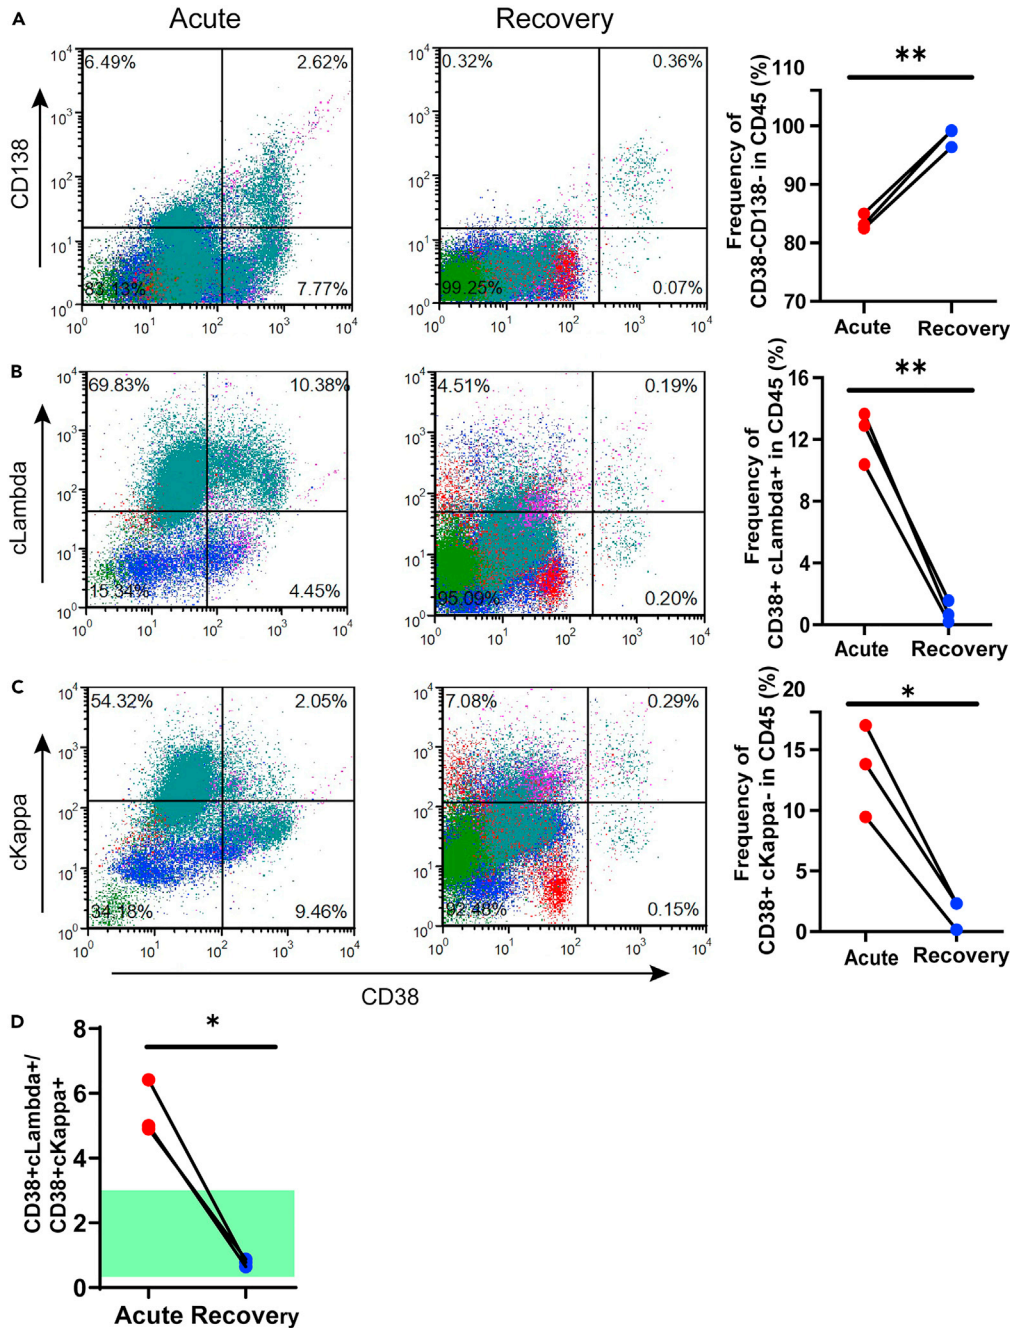 A
Acute
Recovery
CD138
10⁴
10³
10²
10¹
10⁰
6.49%
2.62%
83.13%
7.77%
10⁰ 10¹ 10² 10³ 10⁴
10⁴
10³
10²
10¹
10⁰
0.32%
0.36%
99.25%
0.07%
10⁰ 10¹ 10² 10³ 10⁴
Frequency of
CD38-CD138- in CD45 (%)
110
100
90
80
70
**
Acute Recovery
B
cLambda
10⁴
10³
10²
10¹
10⁰
69.83%
10.38%
15.34%
4.45%
10⁰ 10¹ 10² 10³ 10⁴
10⁴
10³
10²
10¹
10⁰
4.51%
0.19%
95.09%
0.20%
10⁰ 10¹ 10² 10³ 10⁴
Frequency of
CD38+ cLambda+ in CD45 (%)
16
12
8
4
0
**
Acute Recovery
C
cKappa
10⁴
10³
10²
10¹
10⁰
54.32%
2.05%
34.18%
9.46%
10⁰ 10¹ 10² 10³ 10⁴
10⁴
10³
10²
10¹
10⁰
7.08%
0.29%
92.48%
0.15%
10⁰ 10¹ 10² 10³ 10⁴
Frequency of
CD38+ cKappa- in CD45 (%)
20
15
10
5
0
*
Acute Recovery
CD38
D
CD38+cLambda+/
CD38+cKappa+
8
6
4
2
0
*
Acute Recovery